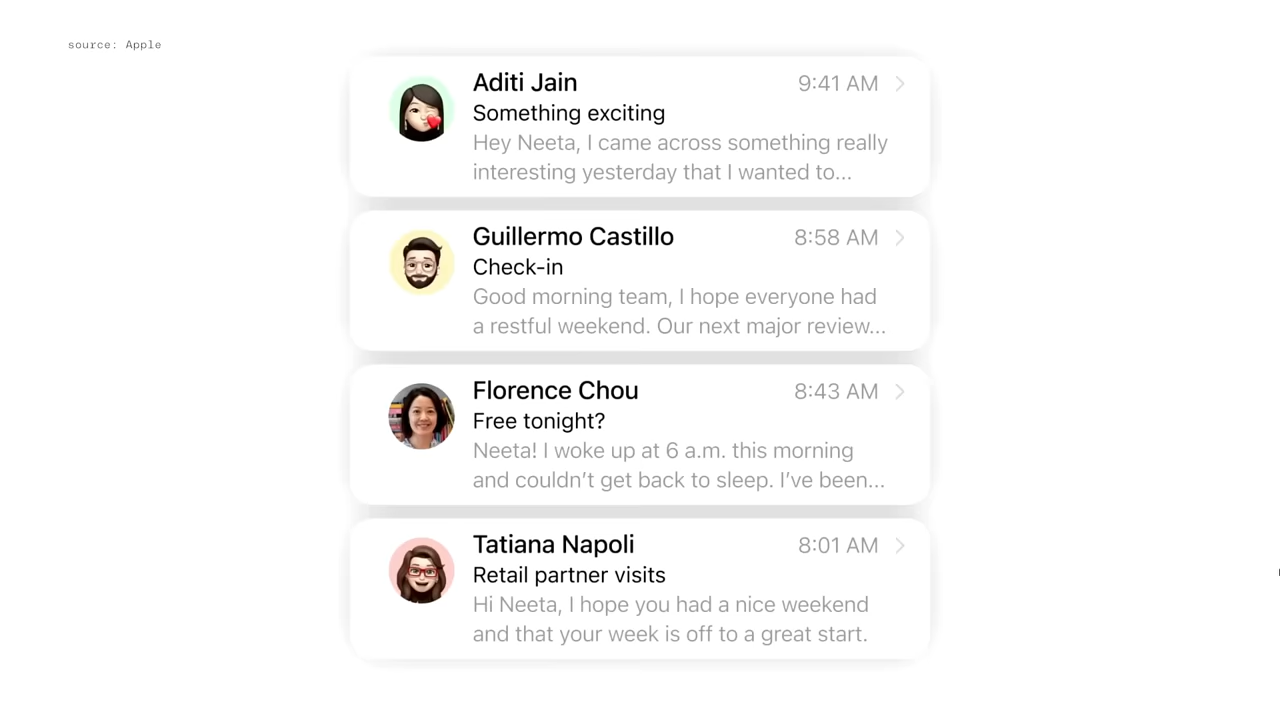 source: Apple
Aditi Jain 9:41 AM
Something exciting
Hey Neeta, I came across something really
interesting yesterday that I wanted to...
Guillermo Castillo 8:58 AM
Check-in
Good morning team, I hope everyone had
a restful weekend. Our next major review...
Florence Chou 8:43 AM
Free tonight?
Neeta! I woke up at 6 a.m. this morning
and couldn’t get back to sleep. I’ve been...
Tatiana Napoli 8:01 AM
Retail partner visits
Hi Neeta, I hope you had a nice weekend
and that your week is off to a great start.